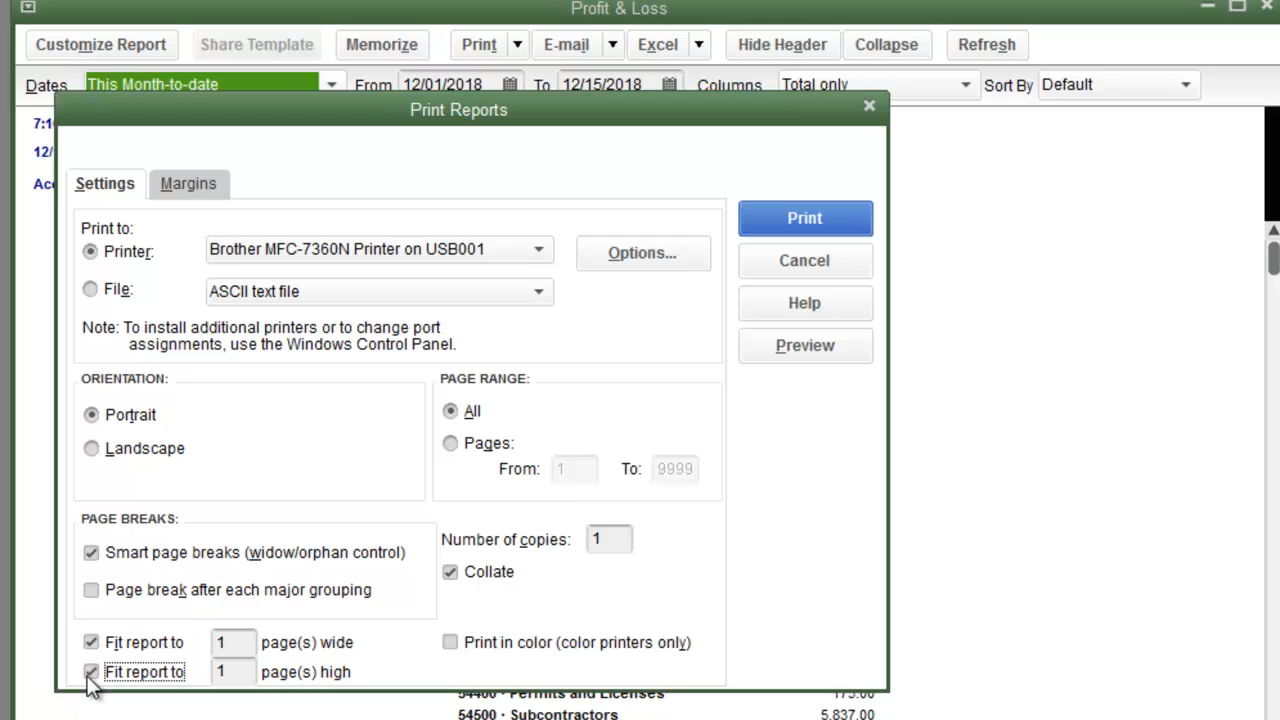 Profit & Loss
Customize Report Share Template Memorize Print E-mail Excel Hide Header Collapse Refresh
Dates This Month-to-date From 12/01/2018 To 12/15/2018 Columns Total only Sort By Default
Print Reports
Settings Margins
Print to:
Printer: Brother MFC-7360N Printer on USB001 Options...
File: ASCII text file
Note: To install additional printers or to change port
assignments, use the Windows Control Panel.
Print
Cancel
Help
Preview
ORIENTATION:
Portrait
Landscape
PAGE RANGE:
All
Pages:
From: 1 To: 9999
PAGE BREAKS:
Smart page breaks (widow/orphan control)
Page break after each major grouping
Number of copies: 1
Collate
Fit report to 1 page(s) wide
Fit report to 1 page(s) high
Print in color (color printers only)
54400 · Permits and Licenses 175.00
54500 · Subcontractors 5,837.00